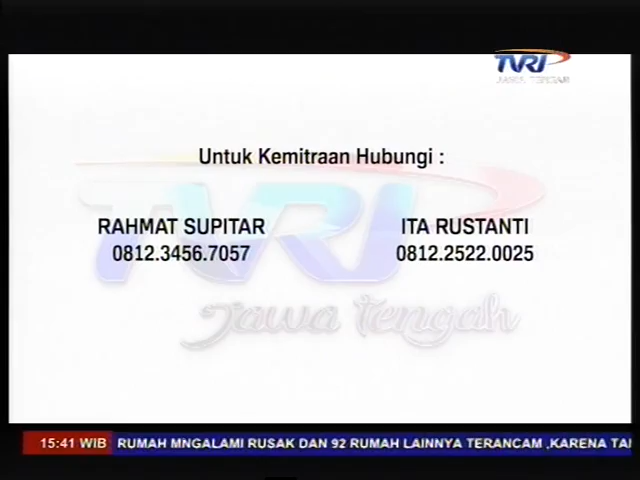 TVRI
JAWA TENGAH
Untuk Kemitraan Hubungi :
RAHMAT SUPITAR
0812.3456.7057
ITA RUSTANTI
0812.2522.0025
TVRI
Jawa Tengah
15:41 WIB
RUMAH MNGALAMI RUSAK DAN 92 RUMAH LAINNYA TERANCAM ,KARENA